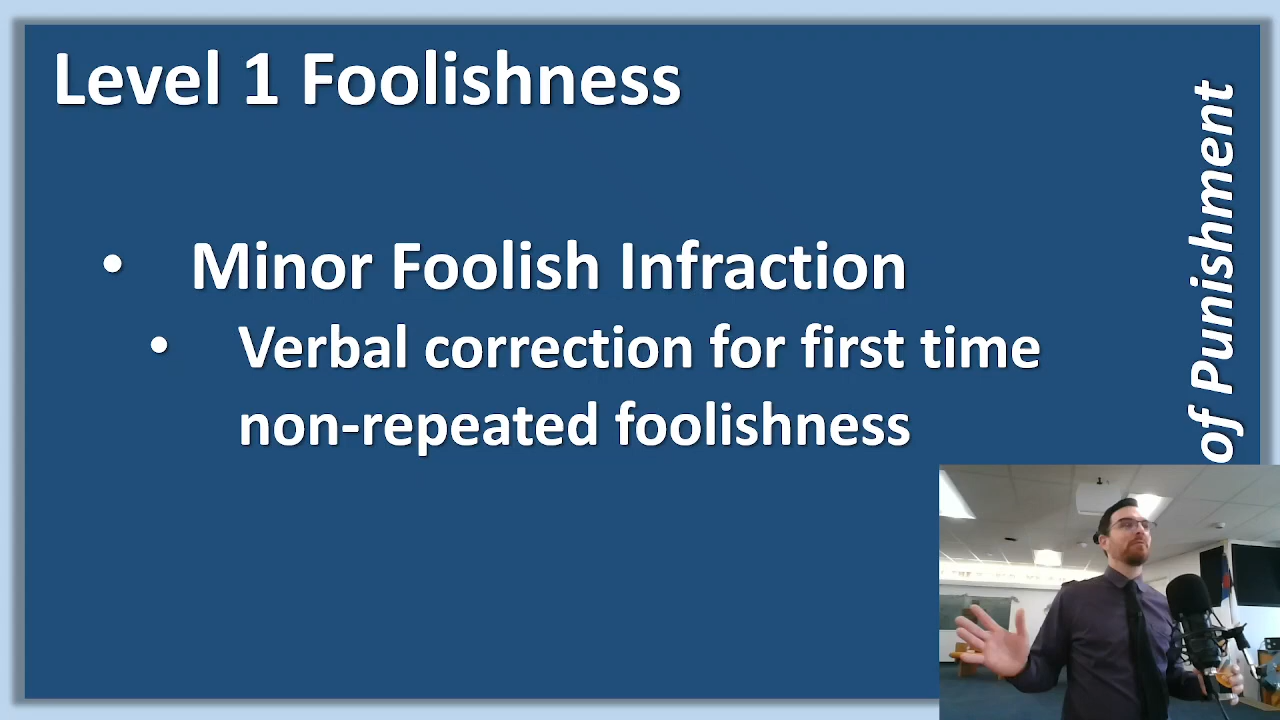 Level 1 Foolishness
• Minor Foolish Infraction
• Verbal correction for first time
non-repeated foolishness
of Punishment